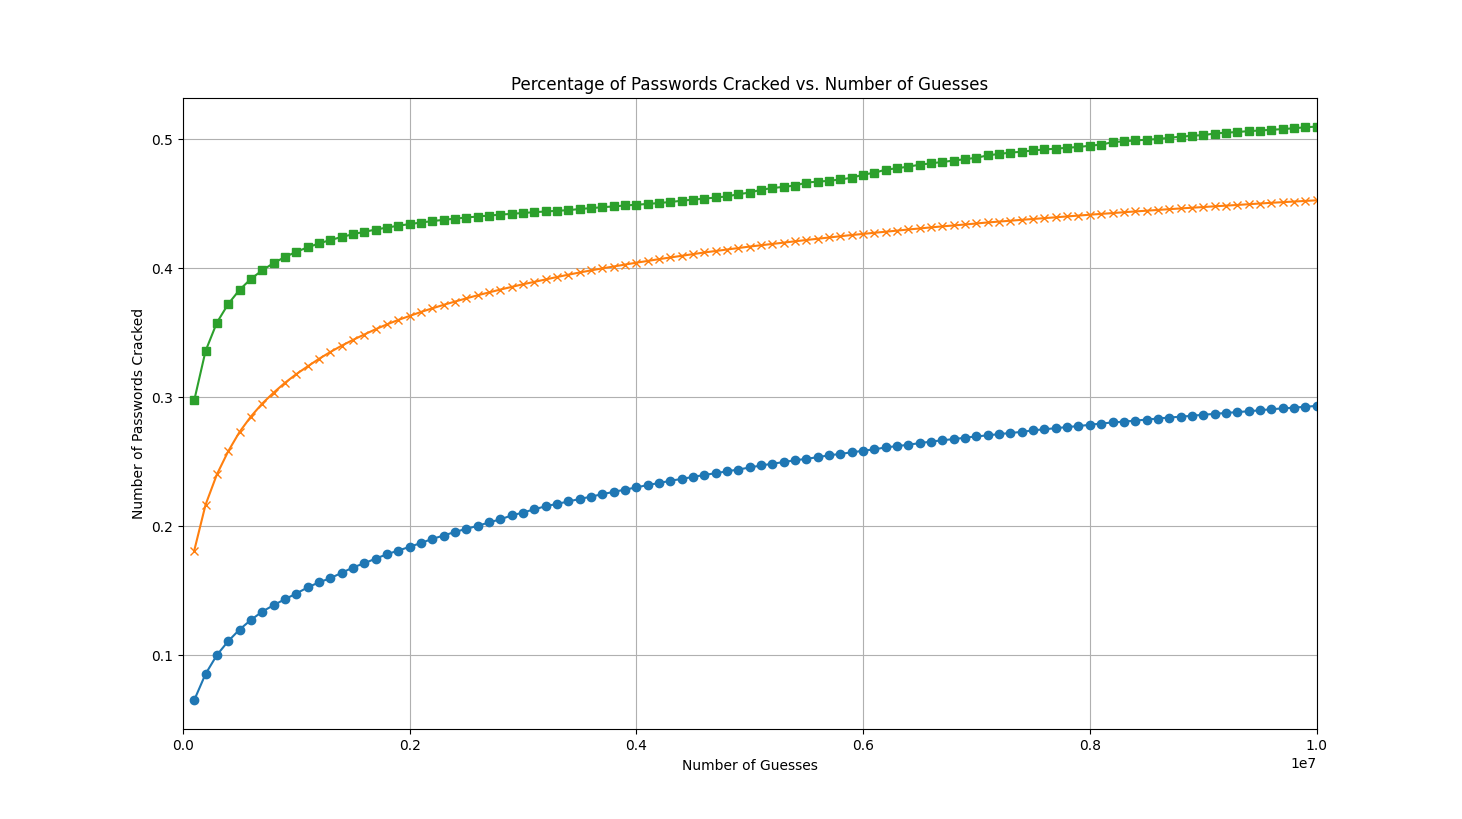 Percentage of Passwords Cracked vs. Number of Guesses
Number of Passwords Cracked
0.5
0.4
0.3
0.2
0.1
0.0 0.2 0.4 0.6 0.8 1.0
1e7
Number of Guesses